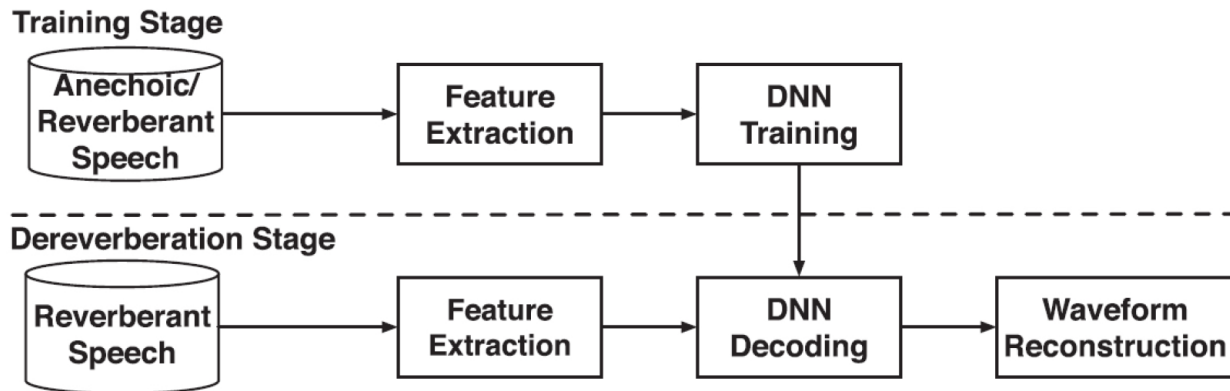 Training Stage
Anechoic/
Reverberant
Speech
Feature
Extraction
DNN
Training
Dereverberation Stage
Reverberant
Speech
Feature
Extraction
DNN
Decoding
Waveform
Reconstruction